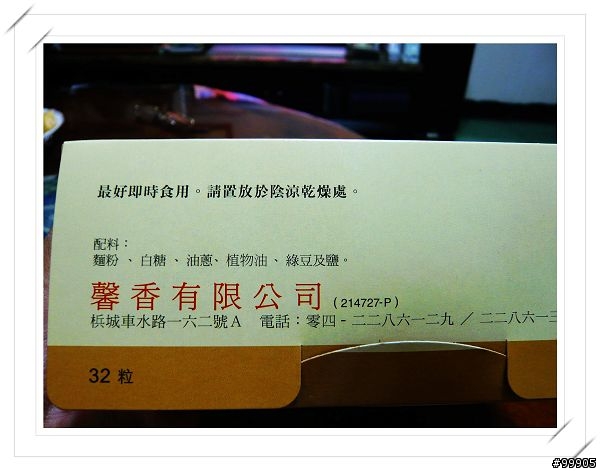 最好即時食用。請置放於陰涼乾燥處。
配料：
麵粉、白糖、油蔥、植物油、綠豆及鹽。
馨香有限公司(214727-P)
梹城車水路一六二號A 電話：零四-二二八六一二九／二二八六一三
32 粒
#99905